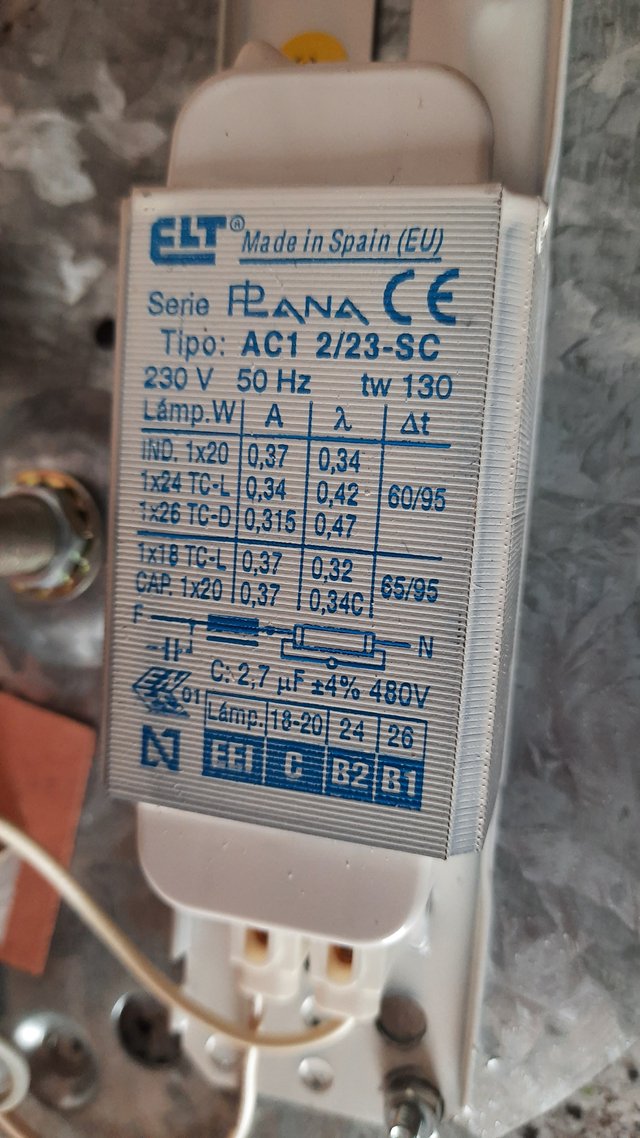 ELT® Made in Spain (EU)
Serie PLANA CE
Tipo: AC1 2/23-SC
230 V 50 Hz tw 130
Lámp.W A λ Δt
IND. 1x20 0,37 0,34
1x24 TC-L 0,34 0,42 60/95
1x26 TC-D 0,315 0,47
1x18 TC-L 0,37 0,32 65/95
CAP. 1x20 0,37 0,34C
F N
C: 2,7 µF ±4% 480V
01
Lámp. 18-20 24 26
N EEI C B2 B1